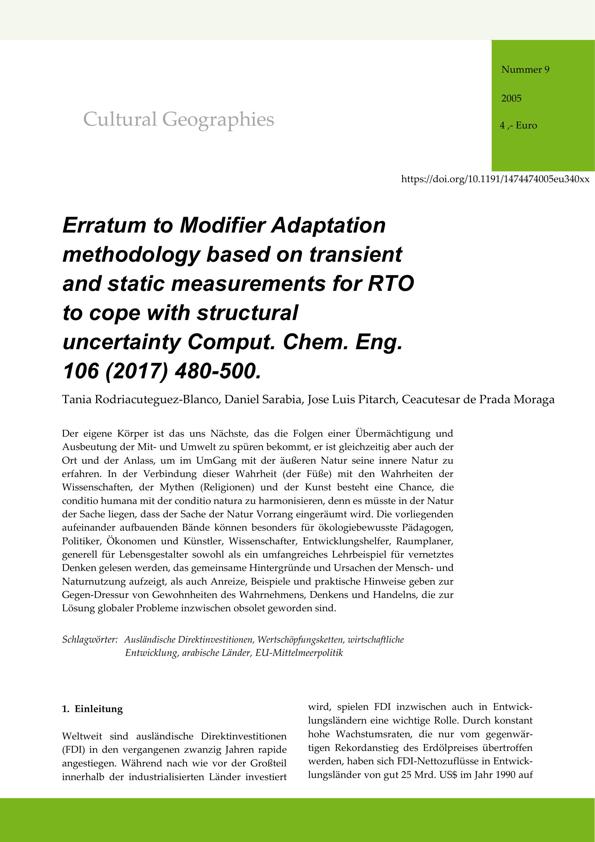 Nummer 9
2005
4 ,- Euro
Cultural Geographies
https://doi.org/10.1191/1474474005eu340xx
Erratum to Modifier Adaptation
methodology based on transient
and static measurements for RTO
to cope with structural
uncertainty Comput. Chem. Eng.
106 (2017) 480-500.
Tania Rodriacuteguez-Blanco, Daniel Sarabia, Jose Luis Pitarch, Ceacutesar de Prada Moraga
Der eigene Körper ist das uns Nächste, das die Folgen einer Übermächtigung und
Ausbeutung der Mit- und Umwelt zu spüren bekommt, er ist gleichzeitig aber auch der
Ort und der Anlass, um im UmGang mit der äußeren Natur seine innere Natur zu
erfahren. In der Verbindung dieser Wahrheit (der Füße) mit den Wahrheiten der
Wissenschaften, der Mythen (Religionen) und der Kunst besteht eine Chance, die
conditio humana mit der conditio natura zu harmonisieren, denn es müsste in der Natur
der Sache liegen, dass der Sache der Natur Vorrang eingeräumt wird. Die vorliegenden
aufeinander aufbauenden Bände können besonders für ökologiebewusste Pädagogen,
Politiker, Ökonomen und Künstler, Wissenschafter, Entwicklungshelfer, Raumplaner,
generell für Lebensgestalter sowohl als ein umfangreiches Lehrbeispiel für vernetztes
Denken gelesen werden, das gemeinsame Hintergründe und Ursachen der Mensch- und
Naturnutzung aufzeigt, als auch Anreize, Beispiele und praktische Hinweise geben zur
Gegen-Dressur von Gewohnheiten des Wahrnehmens, Denkens und Handelns, die zur
Lösung globaler Probleme inzwischen obsolet geworden sind.
Schlagwörter: Ausländische Direktinvestitionen, Wertschöpfungsketten, wirtschaftliche
Entwicklung, arabische Länder, EU-Mittelmeerpolitik
1. Einleitung
Weltweit sind ausländische Direktinvestitionen
(FDI) in den vergangenen zwanzig Jahren rapide
angestiegen. Während nach wie vor der Großteil
innerhalb der industrialisierten Länder investiert
wird, spielen FDI inzwischen auch in Entwick-
lungsländern eine wichtige Rolle. Durch konstant
hohe Wachstumsraten, die nur vom gegenwär-
tigen Rekordanstieg des Erdölpreises übertroffen
werden, haben sich FDI-Nettozuflüsse in Entwick-
lungsländer von gut 25 Mrd. US$ im Jahr 1990 auf